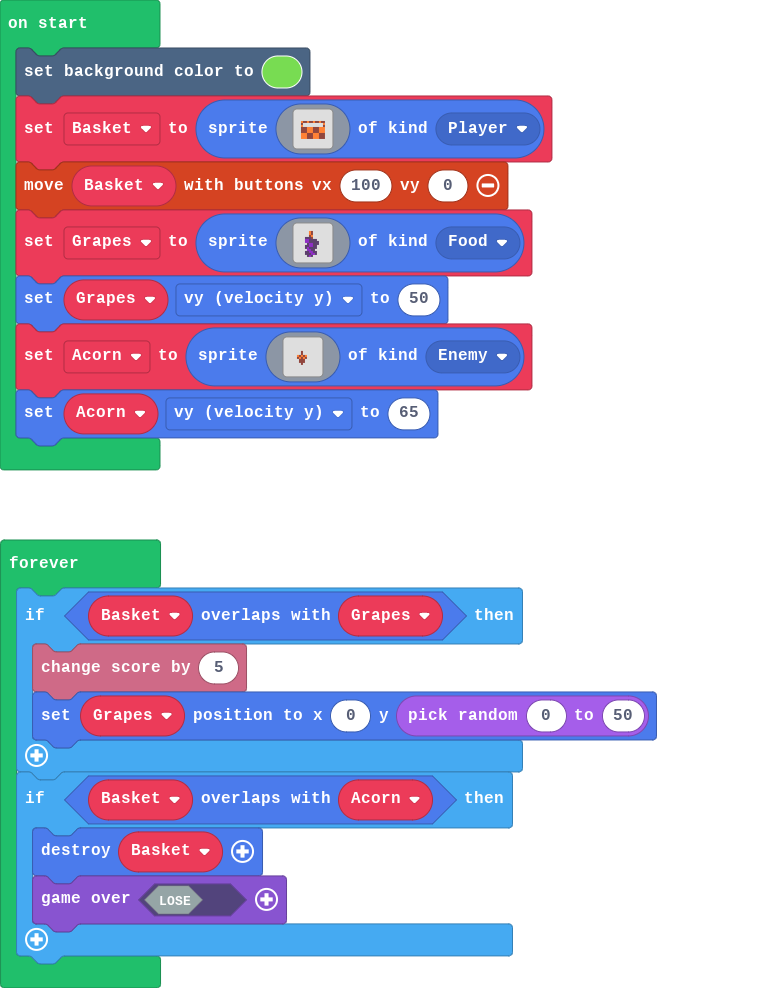 on start
set background color to
set Basket to sprite of kind Player
move Basket with buttons vx 100 vy 0
set Grapes to sprite of kind Food
set Grapes vy (velocity y) to 50
set Acorn to sprite of kind Enemy
set Acorn vy (velocity y) to 65
forever
if Basket overlaps with Grapes then
change score by 5
set Grapes position to x 0 y pick random 0 to 50
if Basket overlaps with Acorn then
destroy Basket
game over LOSE